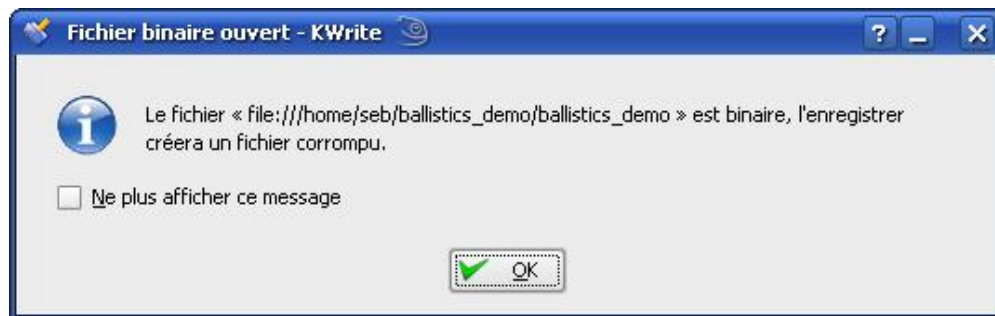 Fichier binaire ouvert - KWrite
Le fichier « file:///home/seb/ballistics_demo/ballistics_demo » est binaire, l'enregistrer
créera un fichier corrompu.
Ne plus afficher ce message
OK